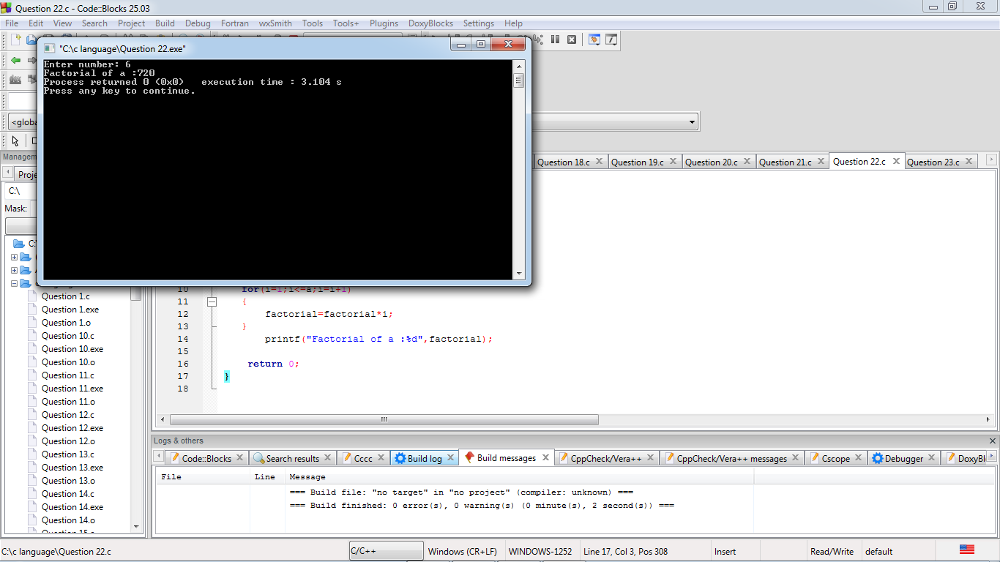 Question 22.c - Code::Blocks 25.03
File Edit View Search Project Build Debug Fortran wxSmith Tools Tools+ Plugins DoxyBlocks Settings Help
"C:\c language\Question 22.exe"
Enter number: 6
Factorial of a :720
Process returned 0 (0x0)   execution time : 3.104 s
Press any key to continue.
<globa
Managem
Proje
C:\
Mask:
Question 18.c Question 19.c Question 20.c Question 21.c Question 22.c Question 23.c
C:
Question 1.c
Question 1.exe
Question 1.o
Question 10.c
Question 10.exe
Question 10.o
Question 11.c
Question 11.exe
Question 11.o
Question 12.c
Question 12.exe
Question 12.o
Question 13.c
Question 13.exe
Question 13.o
Question 14.c
Question 14.exe
Question 14.o
Question 15.c
10 for(i=1;i<=a;i=i+1)
11 {
12 factorial=factorial*i;
13 }
14 printf("Factorial of a :%d",factorial);
15
16 return 0;
17 }
18
Logs & others
Code::Blocks Search results Cccc Build log Build messages CppCheck/Vera++ CppCheck/Vera++ messages Cscope Debugger DoxyBl
File Line Message
=== Build file: "no target" in "no project" (compiler: unknown) ===
=== Build finished: 0 error(s), 0 warning(s) (0 minute(s), 2 second(s)) ===
C:\c language\Question 22.c C/C++ Windows (CR+LF) WINDOWS-1252 Line 17, Col 3, Pos 308 Insert Read/Write default